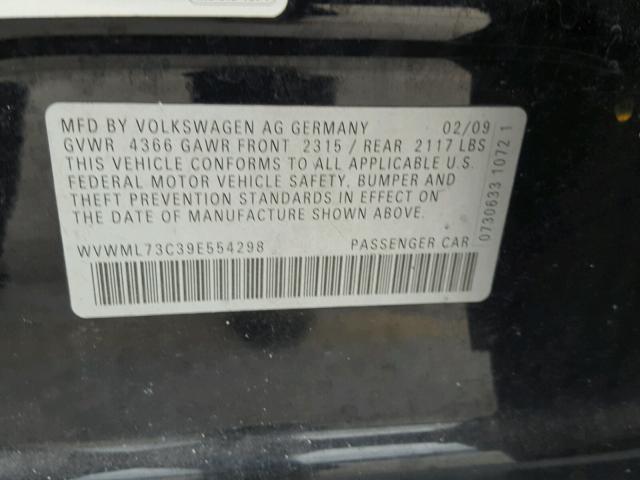 MFD BY VOLKSWAGEN AG GERMANY 02/09
GVWR 4366 GAWR FRONT 2315 / REAR 2117 LBS
THIS VEHICLE CONFORMS TO ALL APPLICABLE U.S.
FEDERAL MOTOR VEHICLE SAFETY, BUMPER AND
THEFT PREVENTION STANDARDS IN EFFECT ON
THE DATE OF MANUFACTURE SHOWN ABOVE.
WVWML73C39E554298 PASSENGER CAR
0730633 1072 1